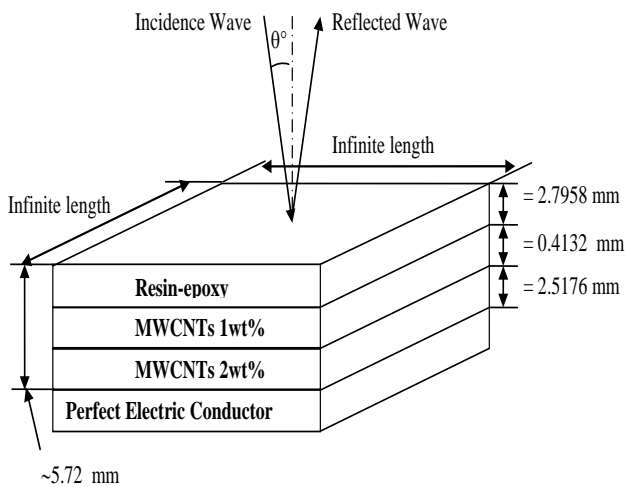 Incidence Wave
Reflected Wave
θ°
Infinite length
Infinite length
= 2.7958 mm
= 0.4132 mm
= 2.5176 mm
Resin-epoxy
MWCNTs 1wt%
MWCNTs 2wt%
Perfect Electric Conductor
~5.72 mm